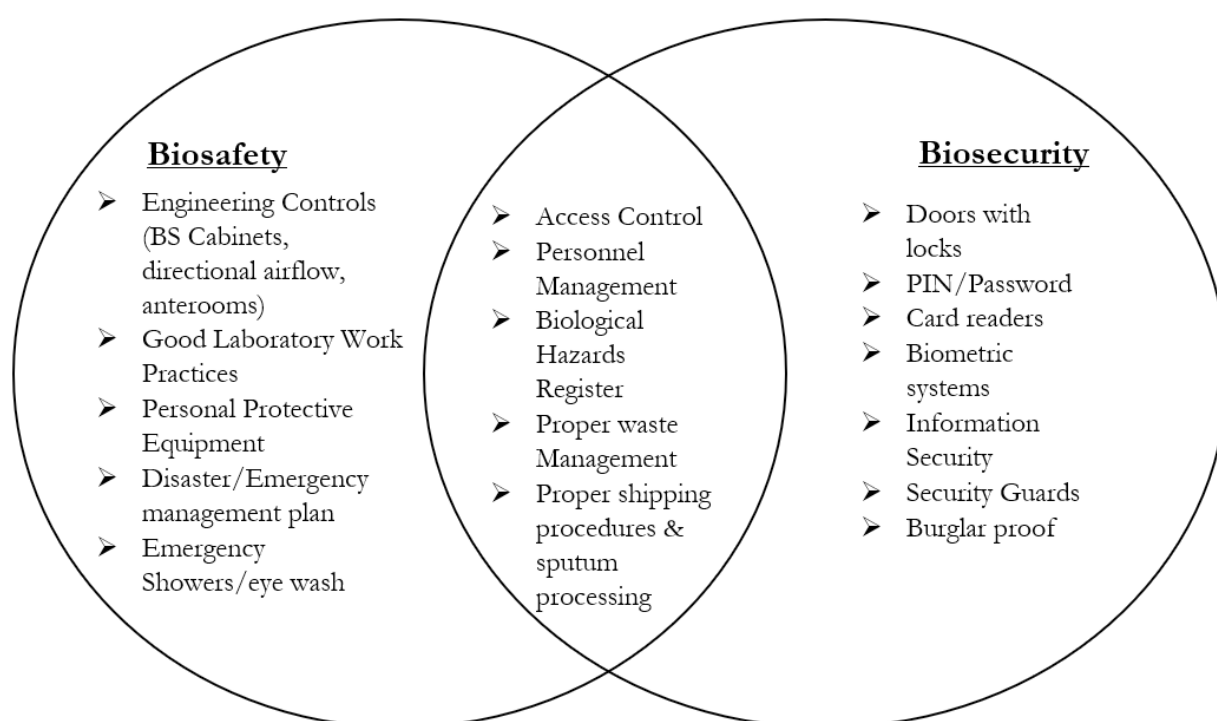 Biosafety
➢ Engineering Controls
(BS Cabinets,
directional airflow,
anterooms)
➢ Good Laboratory Work
Practices
➢ Personal Protective
Equipment
➢ Disaster/Emergency
management plan
➢ Emergency
Showers/eye wash
➢ Access Control
➢ Personnel
Management
➢ Biological
Hazards
Register
➢ Proper waste
Management
➢ Proper shipping
procedures &
sputum
processing
Biosecurity
➢ Doors with
locks
➢ PIN/Password
➢ Card readers
➢ Biometric
systems
➢ Information
Security
➢ Security Guards
➢ Burglar proof